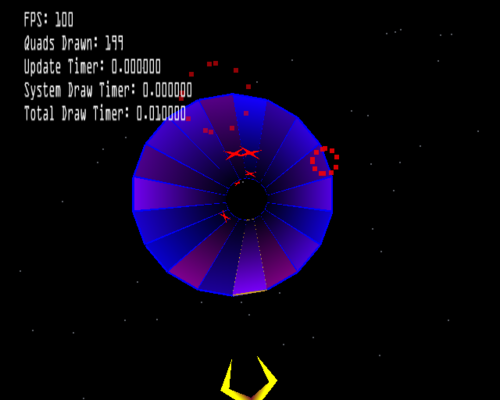 FPS: 100
Quads Drawn: 199
Update Timer: 0.000000
System Draw Timer: 0.000000
Total Draw Timer: 0.010000